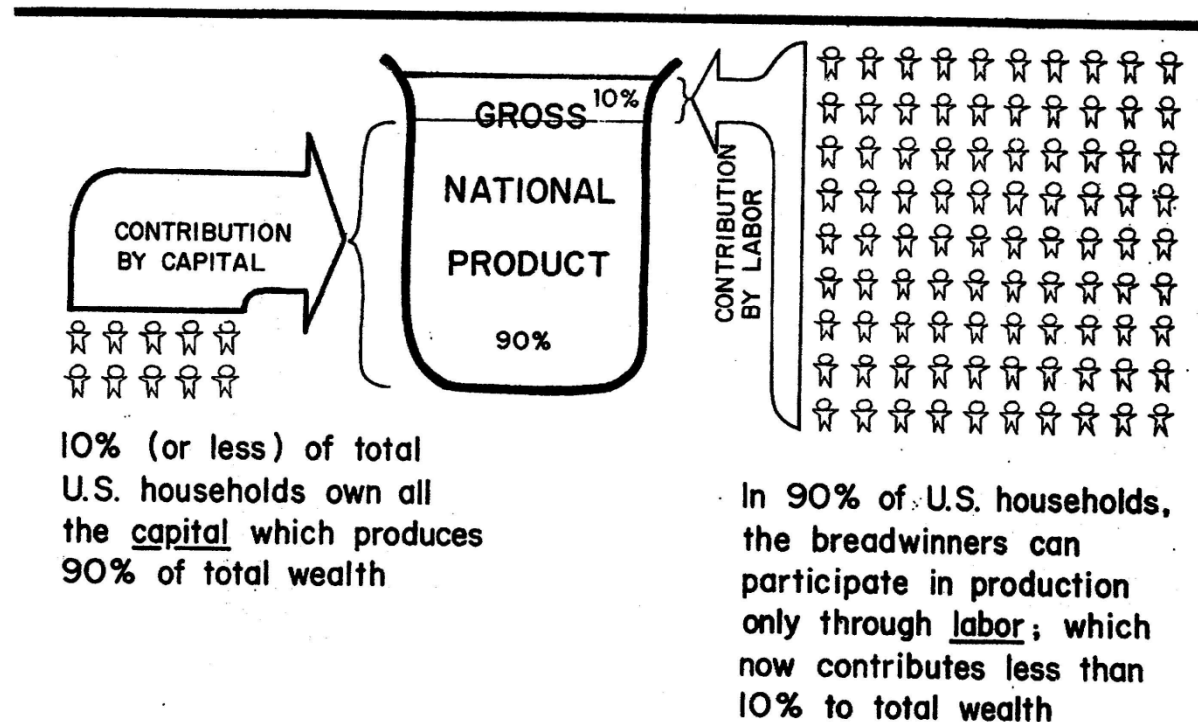 GROSS 10%
NATIONAL
PRODUCT
90%
CONTRIBUTION
BY CAPITAL
CONTRIBUTION
BY LABOR
10% (or less) of total
U.S. households own all
the capital which produces
90% of total wealth
In 90% of U.S. households,
the breadwinners can
participate in production
only through labor; which
now contributes less than
10% to total wealth